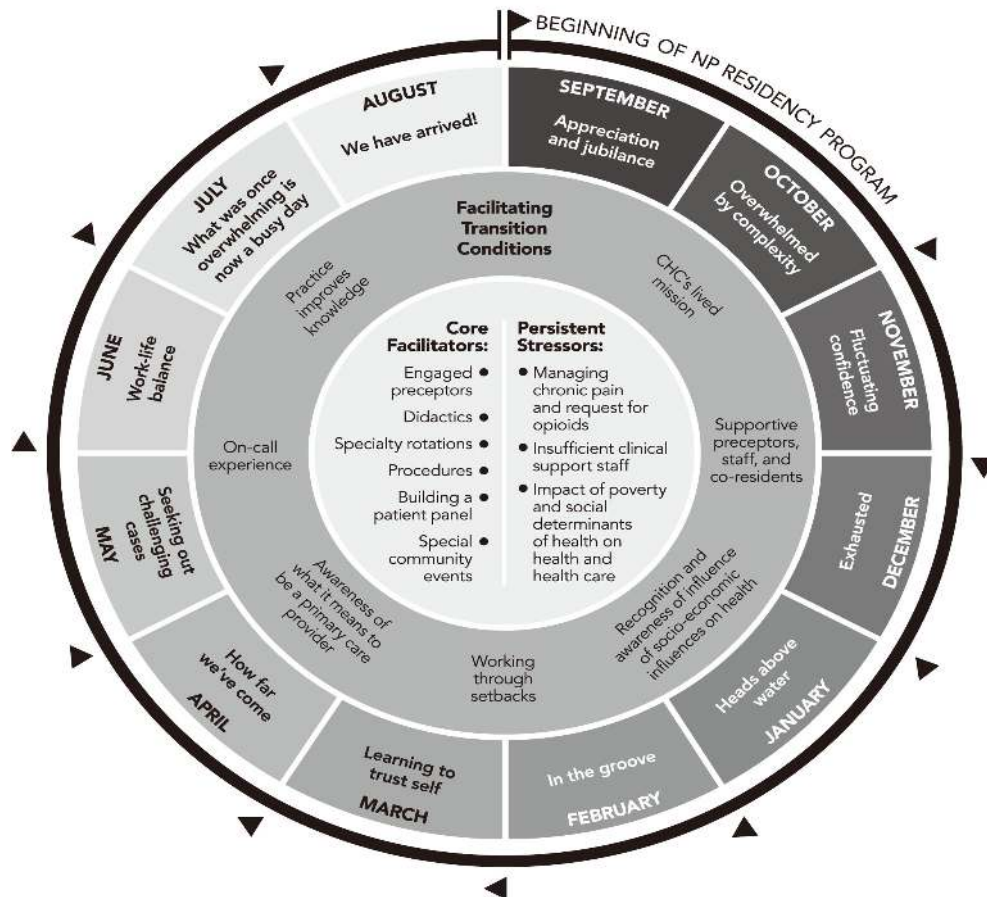 BEGINNING OF NP RESIDENCY PROGRAM
SEPTEMBER
Appreciation
and jubilance
OCTOBER
Overwhelmed
by complexity
NOVEMBER
Fluctuating
confidence
DECEMBER
Exhausted
JANUARY
Heads above
water
FEBRUARY
In the groove
MARCH
Learning to
trust self
APRIL
How far
we've come
MAY
Seeking out
challenging
cases
JUNE
Work-life
balance
JULY
What was once
overwhelming is
now a busy day
AUGUST
We have arrived!
Facilitating
Transition
Conditions
CHC's lived
mission
Supportive
preceptors,
staff, and
co-residents
Recognition and
awareness of influence
of socio-economic
influences on health
Working
through
setbacks
Awareness of
what it means to
be a primary care
provider
On-call
experience
Practice
improves
knowledge
Core
Facilitators:
Engaged •
preceptors
Didactics •
Specialty rotations •
Procedures •
Building a •
patient panel
Special •
community
events
Persistent
Stressors:
• Managing
chronic pain
and request for
opioids
• Insufficient clinical
support staff
• Impact of poverty
and social
determinants
of health on
health and
health care